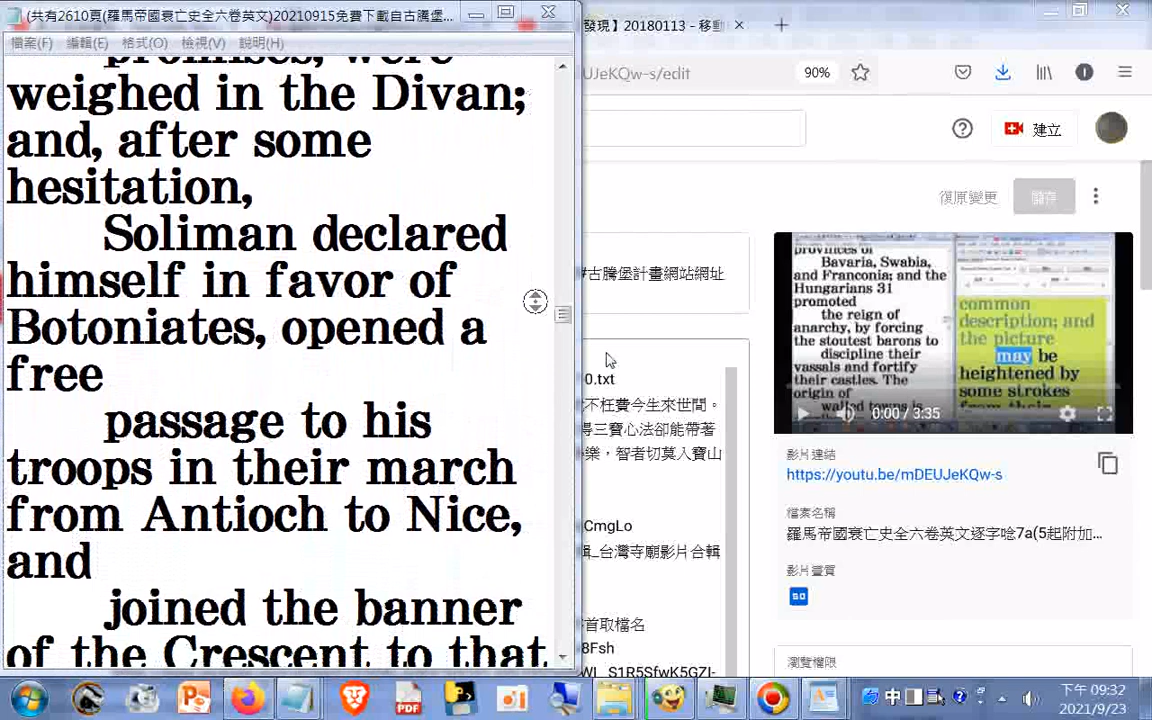 (共有2610頁(羅馬帝國衰亡史全六卷英文)20210915免費下載自古騰堡...
檔案(F) 編輯(E) 格式(O) 檢視(V) 說明(H)
promises, were
weighed in the Divan;
and, after some
hesitation,
Soliman declared
himself in favor of
Botoniates, opened a
free
passage to his
troops in their march
from Antioch to Nice,
and
joined the banner
of the Crescent to that
發現】20180113 - 移動
UJeKQw-s/edit
90%
建立
復原變更
儲存
#古騰堡計畫網站網址
0.txt
不枉費今生來世間。
得三寶心法卻能帶著
樂，智者切莫入寶山
CmgLo
輯_台灣寺廟影片合輯
首取檔名
8Fsh
WI_S1R5SfwK5GZI-
provinces of
Bavaria, Swabia,
and Franconia; and the
Hungarians 31
promoted
the reign of
anarchy, by forcing
the stoutest barons to
discipline their
vassals and fortify
their castles. The
origin of
walled towns is
common
description; and
the picture
may be
heightened by
some strokes
0:00 / 3:35
影片連結
https://youtu.be/mDEUJeKQw-s
檔案名稱
羅馬帝國衰亡史全六卷英文逐字唸7a(5起附加...
影片畫質
SD
瀏覽權限
中
下午 09:32
2021/9/23